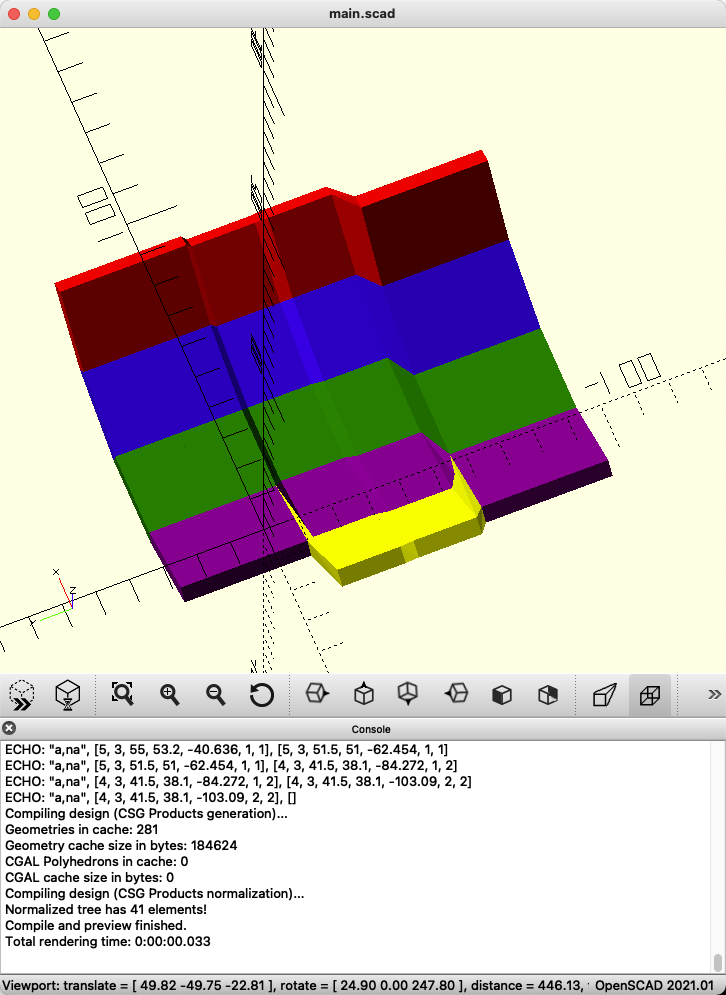 main.scad
x
z
Console
ECHO: "a,na", [5, 3, 55, 53.2, -40.636, 1, 1], [5, 3, 51.5, 51, -62.454, 1, 1]
ECHO: "a,na", [5, 3, 51.5, 51, -62.454, 1, 1], [4, 3, 41.5, 38.1, -84.272, 1, 2]
ECHO: "a,na", [4, 3, 41.5, 38.1, -84.272, 1, 2], [4, 3, 41.5, 38.1, -103.09, 2, 2]
ECHO: "a,na", [4, 3, 41.5, 38.1, -103.09, 2, 2], []
Compiling design (CSG Products generation)...
Geometries in cache: 281
Geometry cache size in bytes: 184624
CGAL Polyhedrons in cache: 0
CGAL cache size in bytes: 0
Compiling design (CSG Products normalization)...
Normalized tree has 41 elements!
Compile and preview finished.
Total rendering time: 0:00:00.033
Viewport: translate = [ 49.82 -49.75 -22.81 ], rotate = [ 24.90 0.00 247.80 ], distance = 446.13, OpenSCAD 2021.01